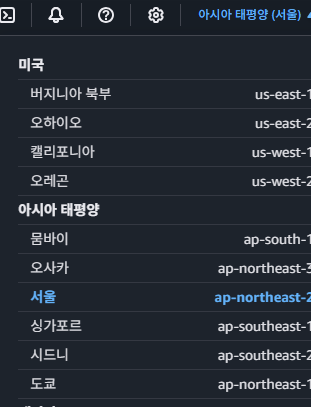 아시아 태평양 (서울)
미국
버지니아 북부 us-east-1
오하이오 us-east-2
캘리포니아 us-west-1
오레곤 us-west-2
아시아 태평양
뭄바이 ap-south-1
오사카 ap-northeast-3
서울 ap-northeast-2
싱가포르 ap-southeast-1
시드니 ap-southeast-2
도쿄 ap-northeast-1